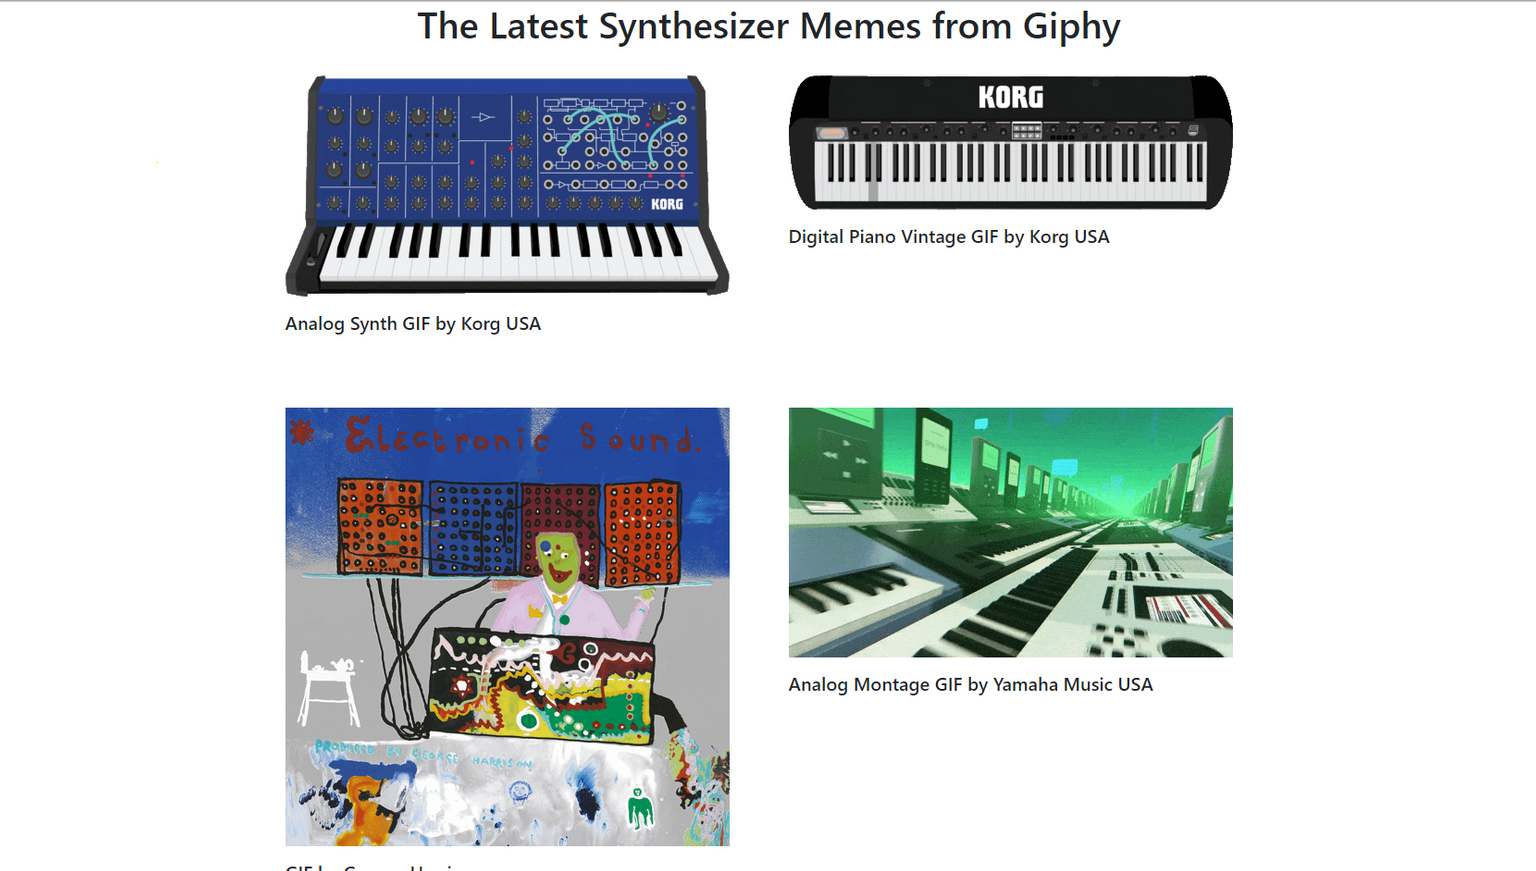 The Latest Synthesizer Memes from Giphy
KORG
KORG
Digital Piano Vintage GIF by Korg USA
Analog Synth GIF by Korg USA
* Electronic Sound.
PRODUCED BY GEORGE HARRISON
Analog Montage GIF by Yamaha Music USA